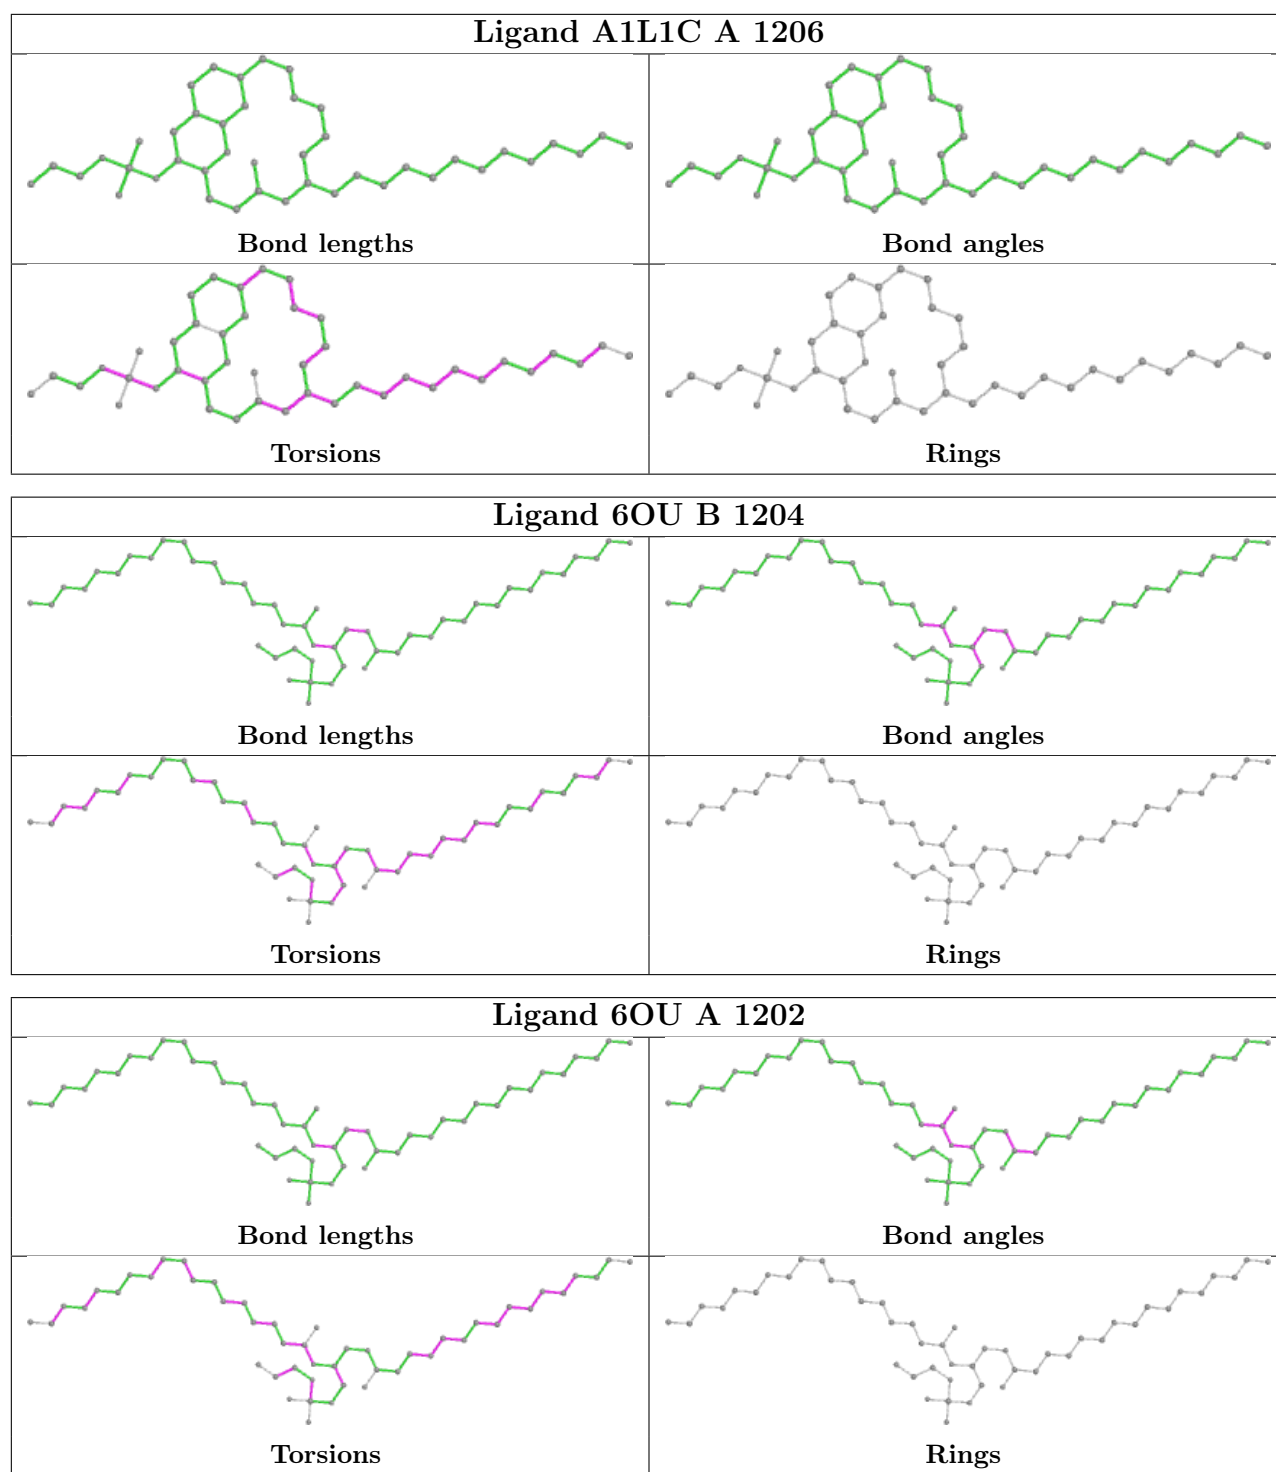 Ligand A1L1C A 1206
Bond lengths
Bond angles
Torsions
Rings
Ligand 6OU B 1204
Bond lengths
Bond angles
Torsions
Rings
Ligand 6OU A 1202
Bond lengths
Bond angles
Torsions
Rings